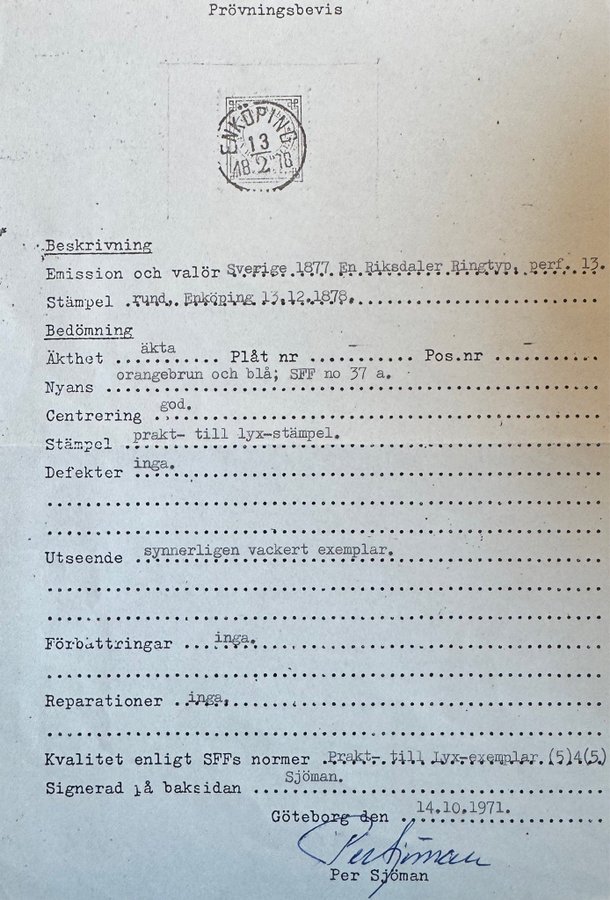 Prövningsbevis
ENKÖPING
13
18 2 78
Beskrivning
Emission och valör Sverige 1877 En Riksdaler Ringtyp, perf. 13.
Stämpel rund, Enköping 13.12.1878.
Bedömning
Äkthet äkta Plåt nr - Pos.nr -
Nyans orangebrun och blå; SFF no 37 a.
Centrering god.
Stämpel prakt- till lyx-stämpel.
Defekter inga.
Utseende synnerligen vackert exemplar.
Förbättringar inga.
Reparationer inga.
Kvalitet enligt SFFs normer Prakt- till Lyx-exemplar (5)4(5)
Signerad på baksidan Sjöman.
Göteborg den 14.10.1971.
Per Sjöman
Per Sjöman